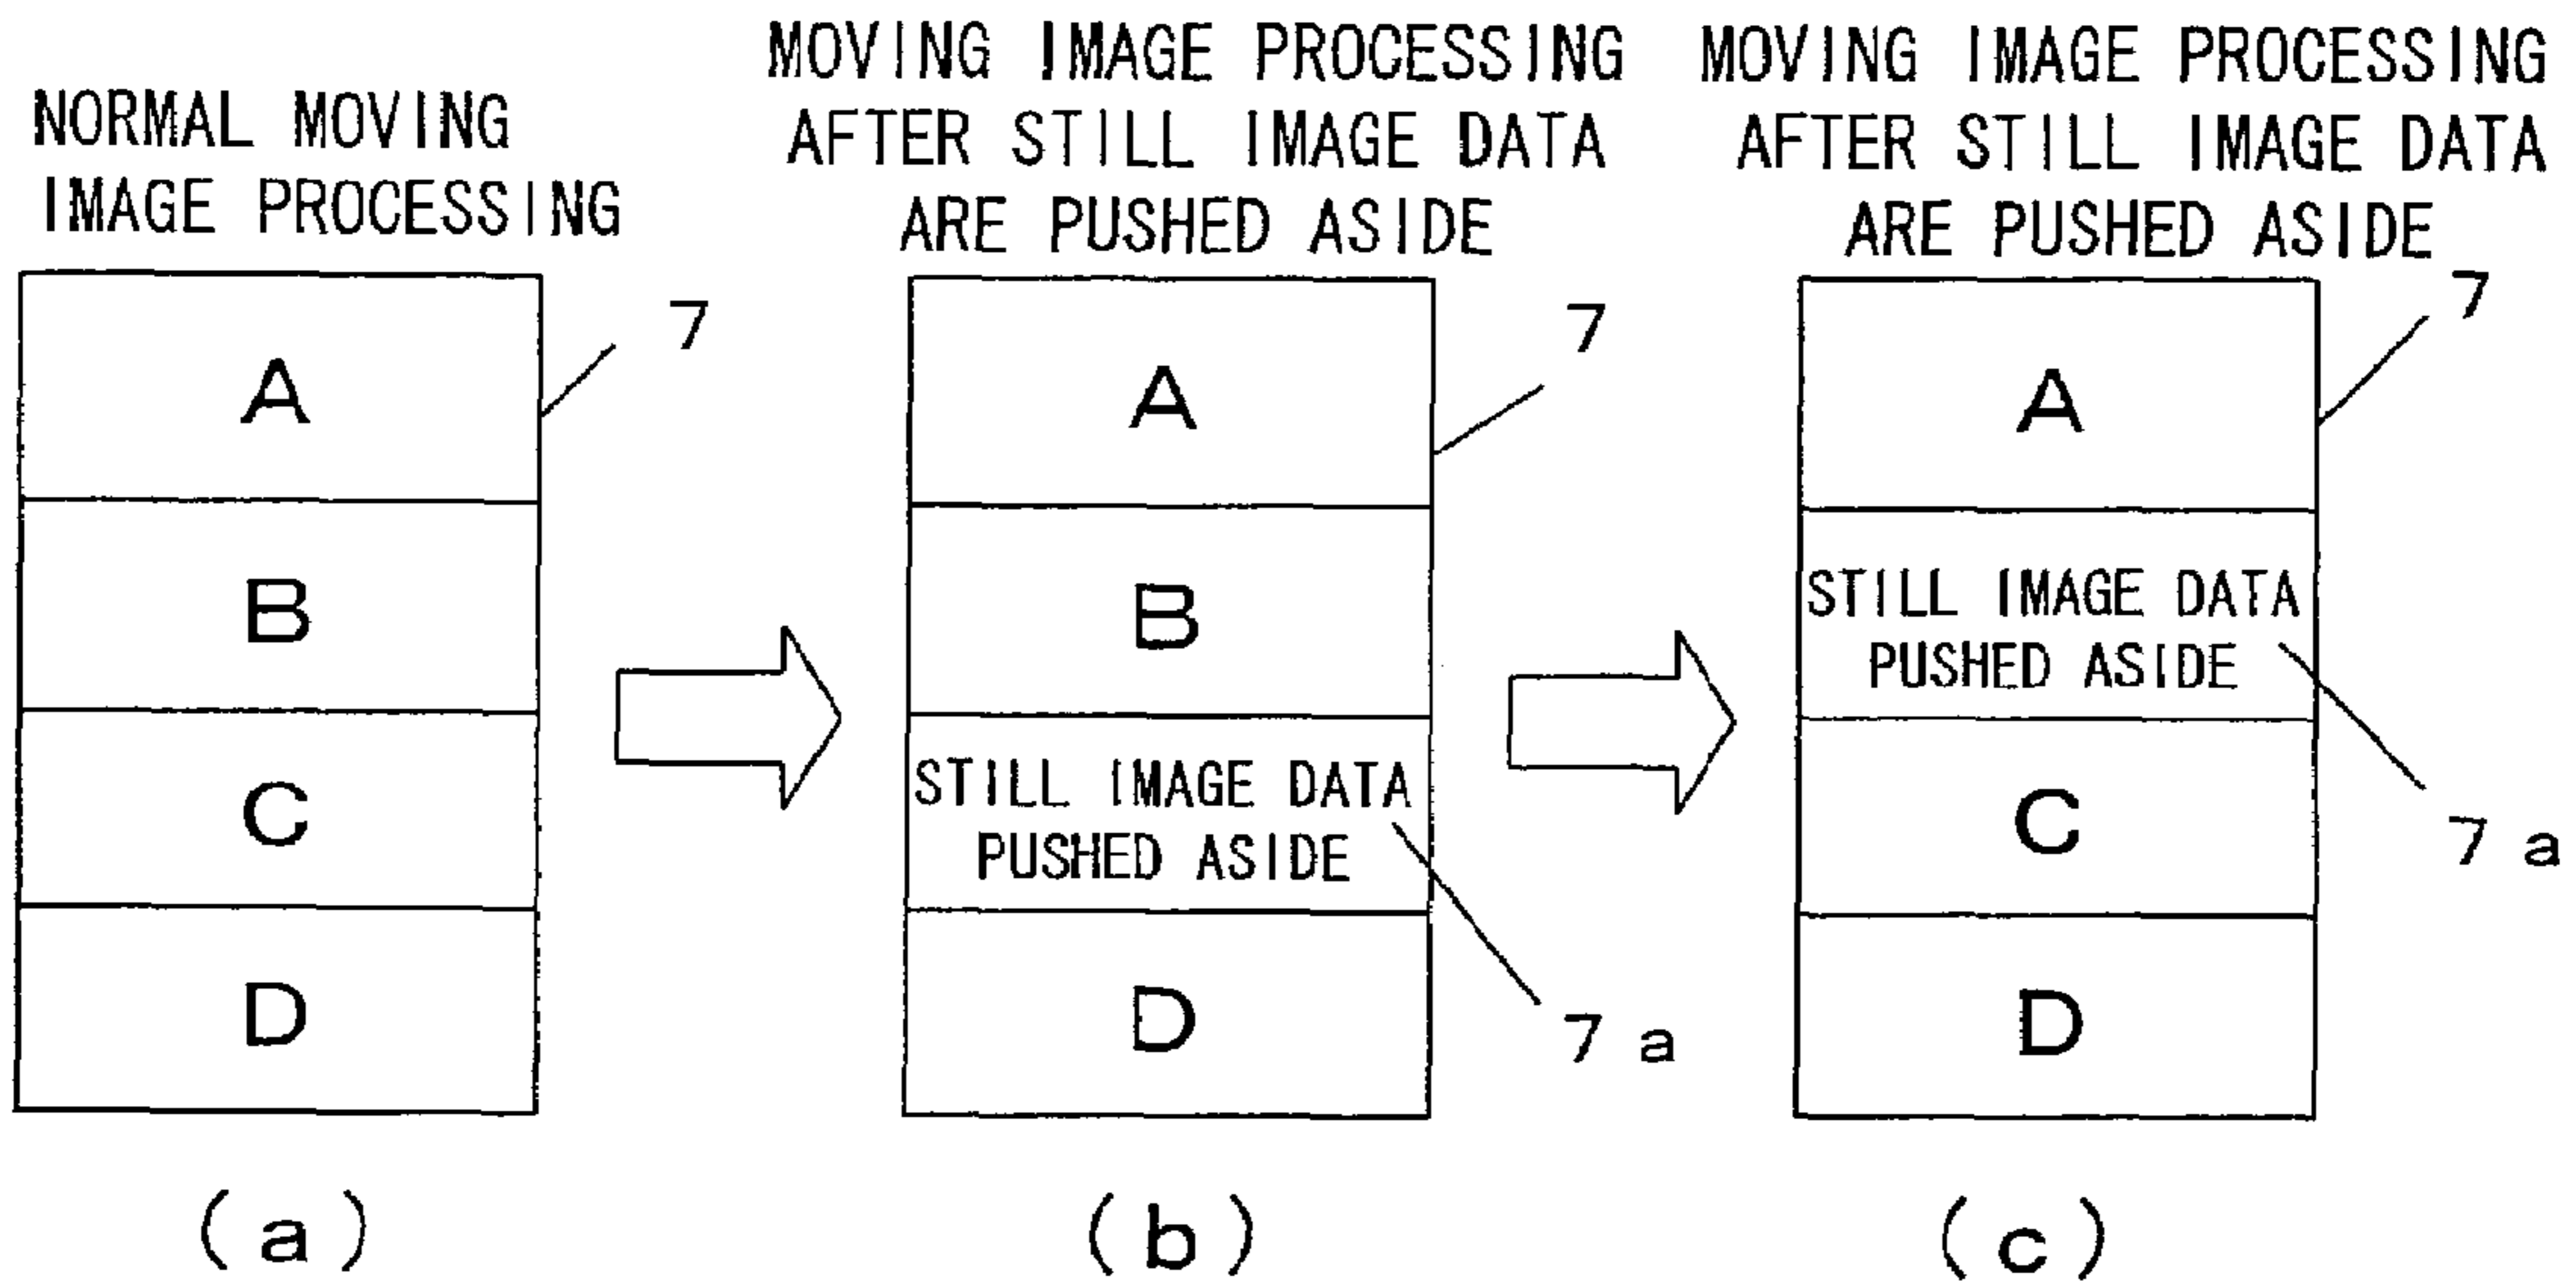 NORMAL MOVING
IMAGE PROCESSING
7
A
B
C
D
(a)
MOVING IMAGE PROCESSING
AFTER STILL IMAGE DATA
ARE PUSHED ASIDE
7
A
B
STILL IMAGE DATA
PUSHED ASIDE
D
7a
(b)
MOVING IMAGE PROCESSING
AFTER STILL IMAGE DATA
ARE PUSHED ASIDE
7
A
STILL IMAGE DATA
PUSHED ASIDE
C
7a
D
(c)